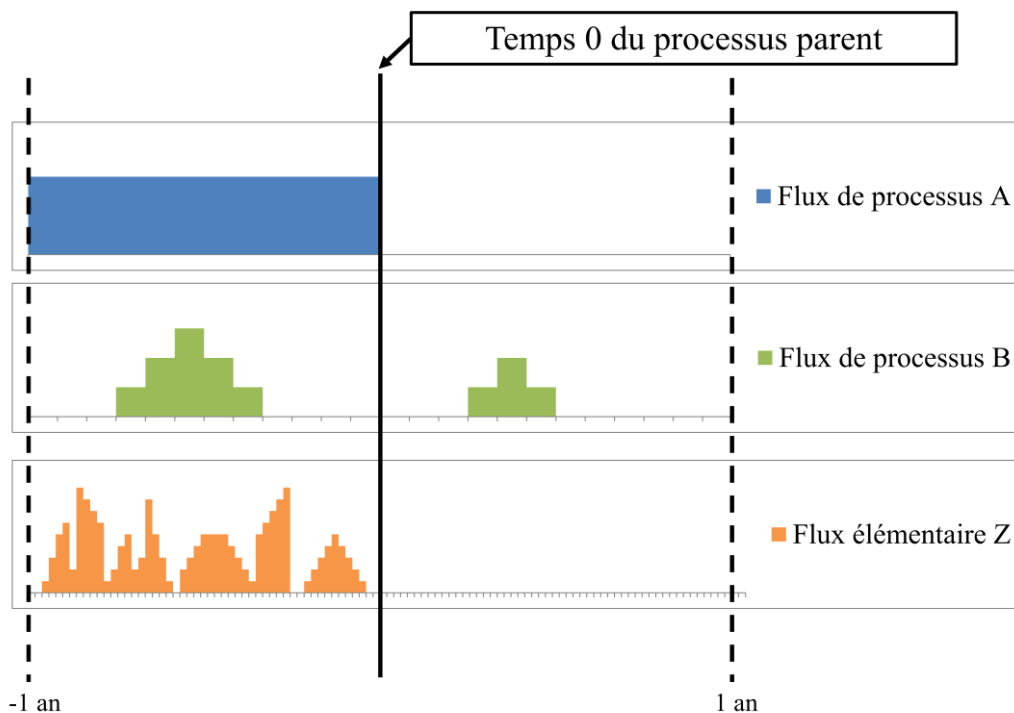 Temps 0 du processus parent
Flux de processus A
Flux de processus B
Flux élémentaire Z
-1 an
1 an